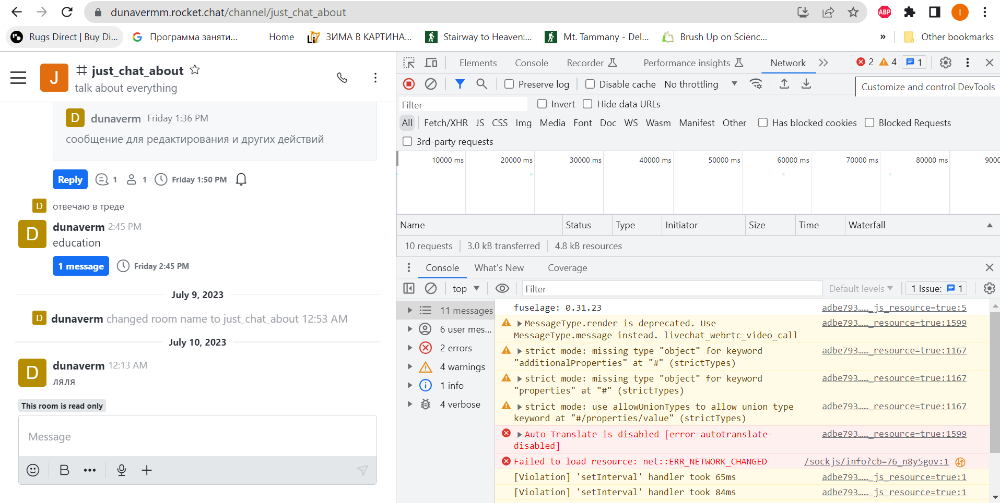 dunavermm.rocket.chat/channel/just_chat_about
ABP
I
Rugs Direct | Buy Di...
Программа заняти...
Home
ЗИМА В КАРТИНА...
Stairway to Heaven:...
Mt. Tammany - Del...
Brush Up on Scienc...
»
Other bookmarks
J
just_chat_about
talk about everything
D
dunaverm Friday 1:36 PM
сообщение для редактирования и других действий
Reply 1 1 Friday 1:50 PM
D отвечаю в треде
D
dunaverm 2:45 PM
education
1 message Friday 2:45 PM
July 9, 2023
D dunaverm changed room name to just_chat_about 12:53 AM
July 10, 2023
D
dunaverm 12:13 AM
ляля
This room is read only
Message
B
Elements Console Recorder Performance insights Network 2 4 1
Preserve log Disable cache No throttling
Customize and control DevTools
Filter Invert Hide data URLs
All Fetch/XHR JS CSS Img Media Font Doc WS Wasm Manifest Other Has blocked cookies Blocked Requests
3rd-party requests
10000 ms 20000 ms 30000 ms 40000 ms 50000 ms 60000 ms 70000 ms 80000 ms 9000
Name Status Type Initiator Size Time Waterfall
10 requests 3.0 kB transferred 4.8 kB resources
Console What's New Coverage
top Filter Default levels 1 Issue: 1
11 messages
6 user mes...
2 errors
4 warnings
1 info
4 verbose
fuselage: 0.31.23 adbe793……_js_resource=true:5
MessageType.render is deprecated. Use adbe793……_resource=true:1599
MessageType.message instead. livechat_webrtc_video_call
strict mode: missing type "object" for keyword adbe793……_resource=true:1167
"additionalProperties" at "#" (strictTypes)
strict mode: missing type "object" for keyword adbe793……_resource=true:1167
"properties" at "#" (strictTypes)
strict mode: use allowUnionTypes to allow union type adbe793……_resource=true:1167
keyword at "#/properties/value" (strictTypes)
Auto-Translate is disabled [error-autotranslate- adbe793……_resource=true:1599
disabled]
Failed to load resource: net::ERR_NETWORK_CHANGED /sockjs/info?cb=76_n8y5gov:1
[Violation] 'setInterval' handler took 65ms adbe793……_js_resource=true:1
[Violation] 'setInterval' handler took 84ms adbe793……_js_resource=true:1